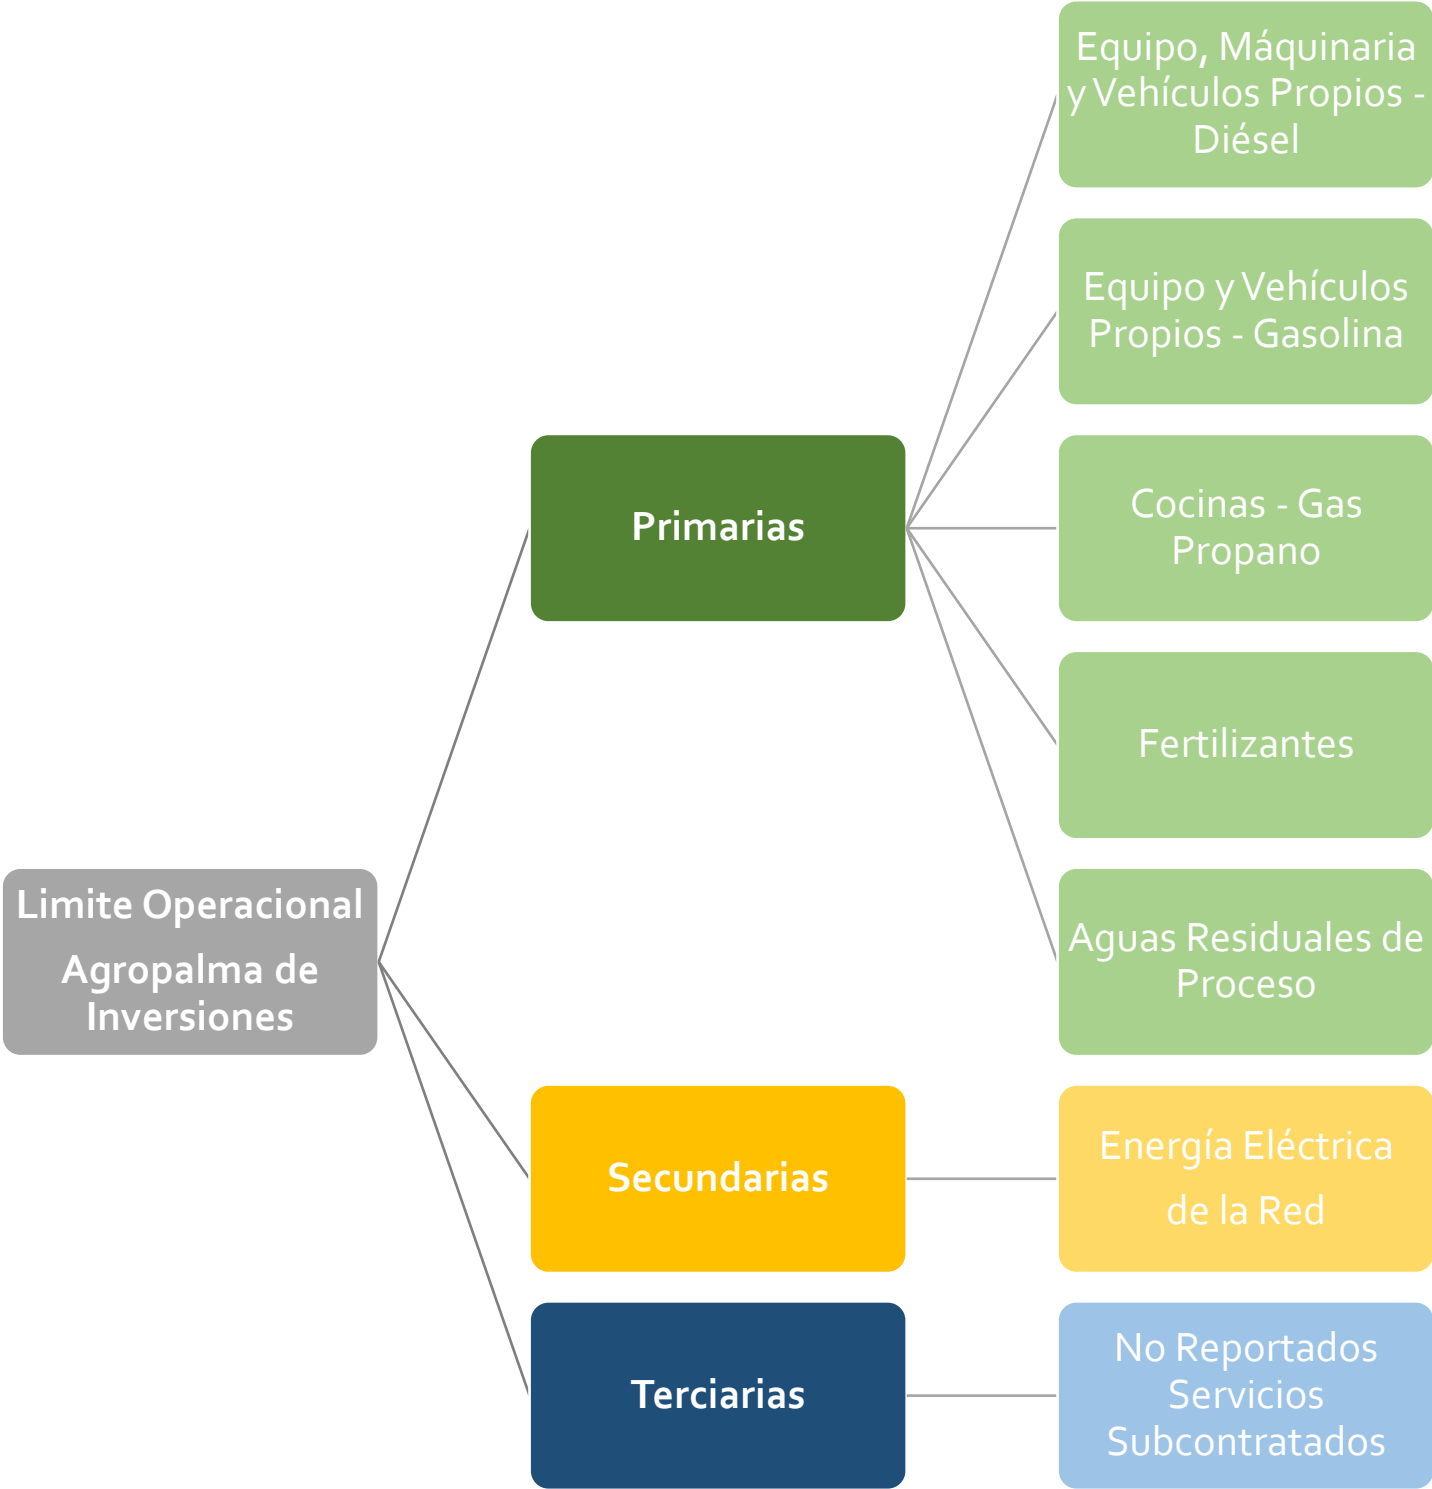 Equipo, Máquinaria
y Vehículos Propios -
Diésel
Equipo y Vehículos
Propios - Gasolina
Primarias
Cocinas - Gas
Propano
Fertilizantes
Limite Operacional
Agropalma de
Inversiones
Aguas Residuales de
Proceso
Secundarias
Energía Eléctrica
de la Red
Terciarias
No Reportados
Servicios
Subcontratados